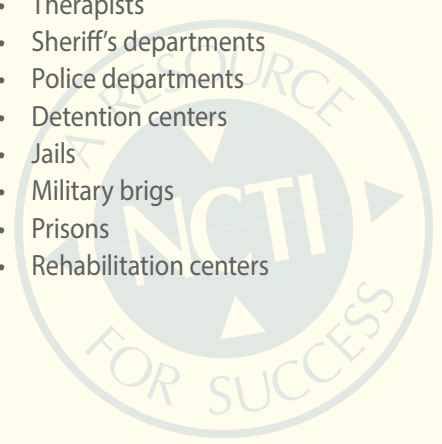 • Therapists
• Sheriff's departments
• Police departments
• Detention centers
• Jails
• Military brigs
• Prisons
• Rehabilitation centers
A RESOURCE
NCTI
FOR SUCCESS